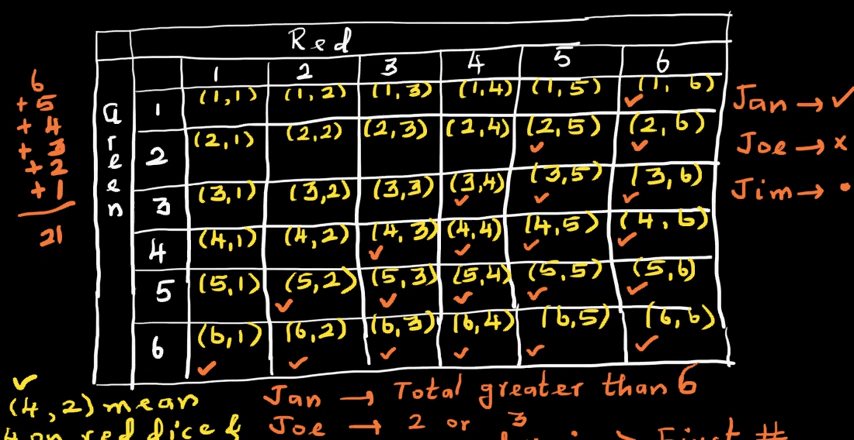 Red
1 2 3 4 5 6
Green
1 (1,1) (1,2) (1,3) (1,4) (1,5) (1,6) ✓
2 (2,1) (2,2) (2,3) (2,4) (2,5) ✓ (2,6) ✓
3 (3,1) (3,2) (3,3) (3,4) ✓ (3,5) ✓ (3,6) ✓
4 (4,1) (4,2) (4,3) ✓ (4,4) ✓ (4,5) ✓ (4,6) ✓
5 (5,1) (5,2) ✓ (5,3) ✓ (5,4) ✓ (5,5) ✓ (5,6) ✓
6 (6,1) ✓ (6,2) ✓ (6,3) ✓ (6,4) ✓ (6,5) ✓ (6,6) ✓
6
+ 5
+ 4
+ 3
+ 2
+ 1
21
Jan → ✓
Joe → ×
Jim → •
✓
(4,2) mean
4 on red dice &
Jan → Total greater than 6
Joe → 2 or 3
→ First #